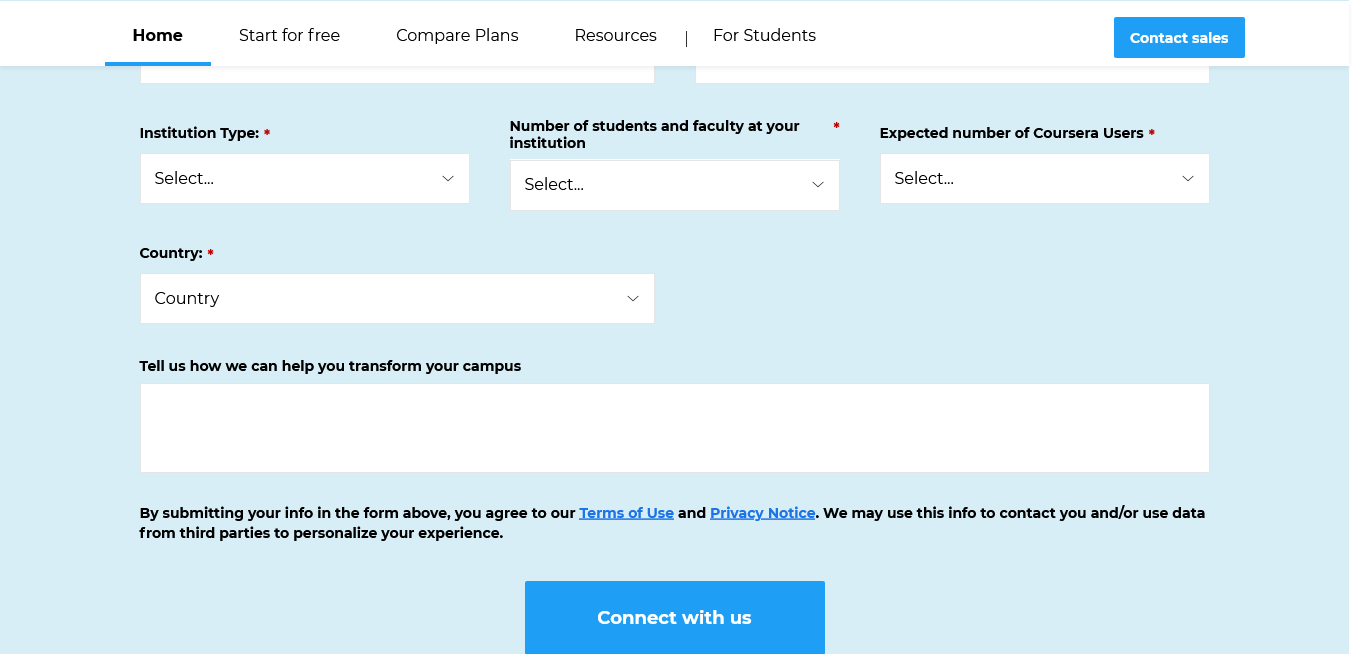 Home Start for free Compare Plans Resources | For Students Contact sales
Institution Type: *
Number of students and faculty at your *
institution
Expected number of Coursera Users *
Select...
Select...
Select...
Country: *
Country
Tell us how we can help you transform your campus
By submitting your info in the form above, you agree to our Terms of Use and Privacy Notice. We may use this info to contact you and/or use data
from third parties to personalize your experience.
Connect with us